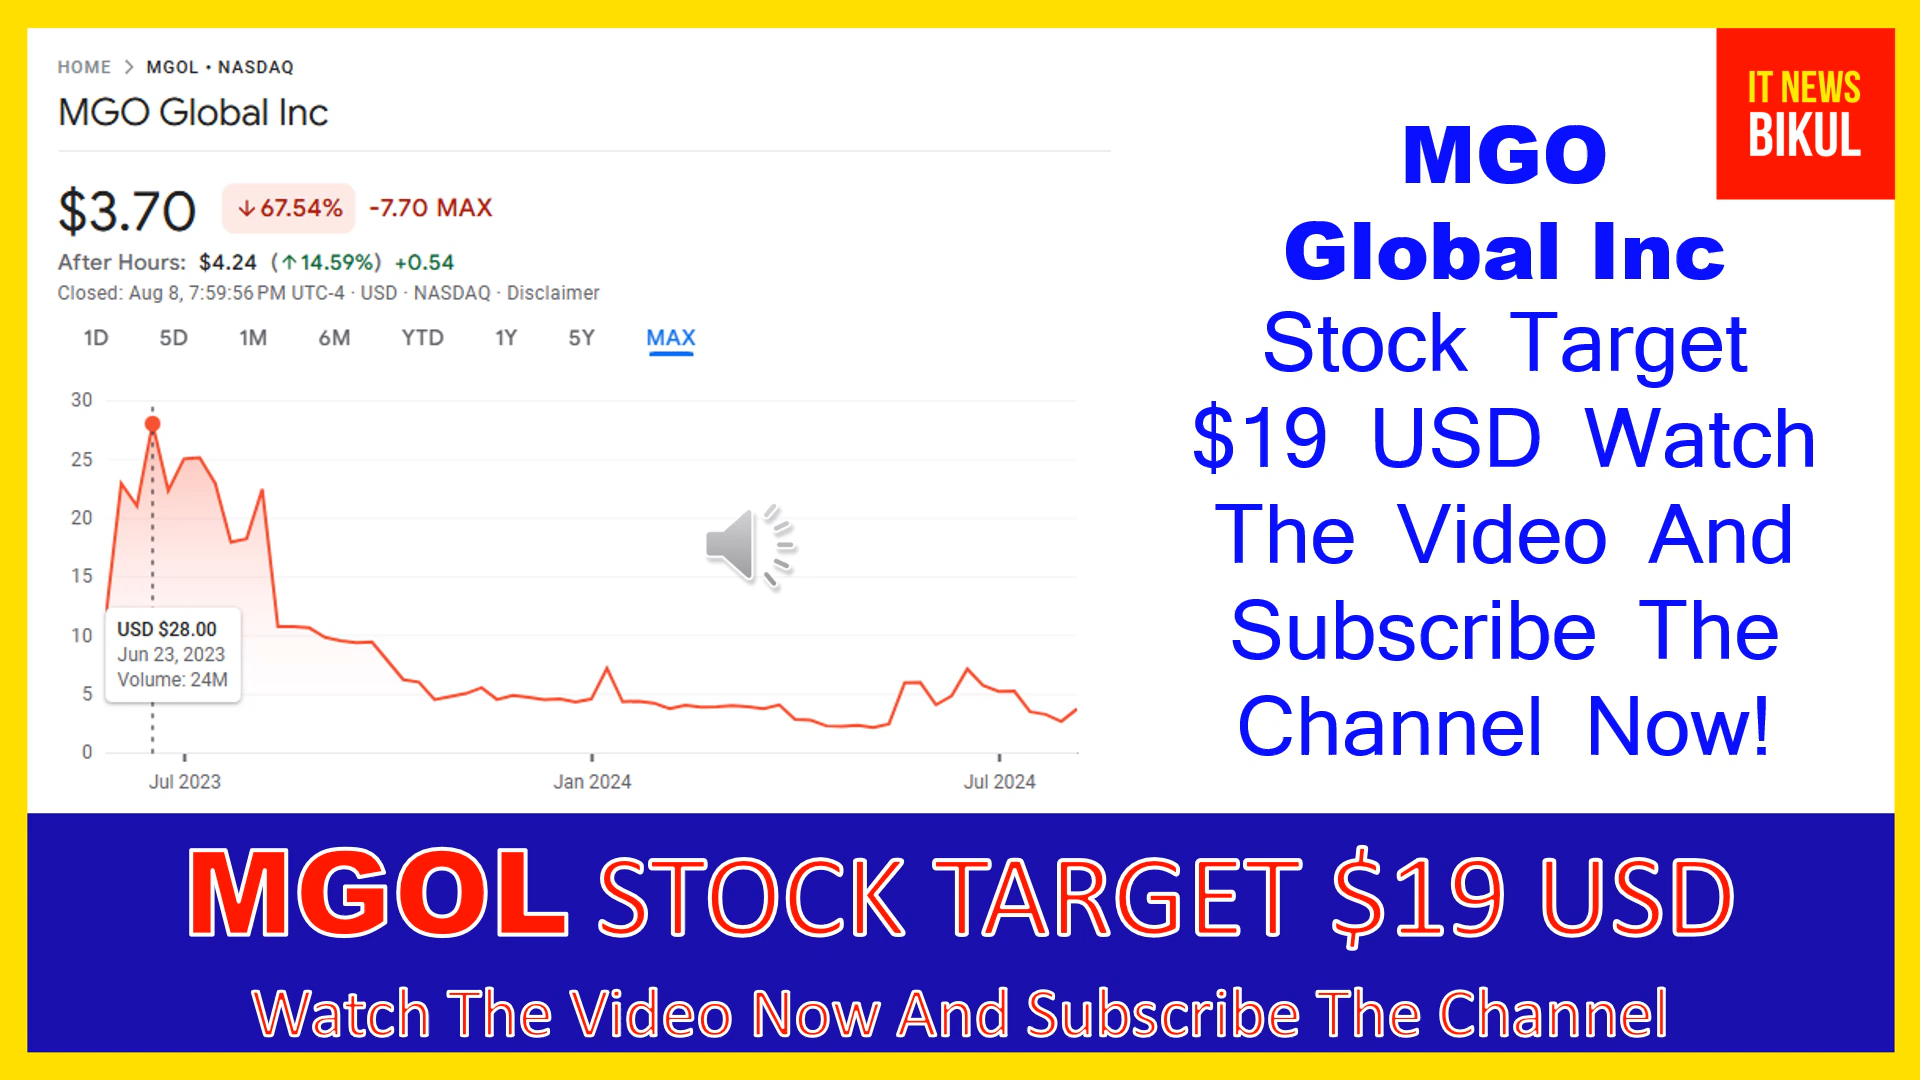 HOME > MGOL • NASDAQ
MGO Global Inc
$3.70 ↓67.54% -7.70 MAX
After Hours: $4.24 (↑14.59%) +0.54
Closed: Aug 8, 7:59:56 PM UTC-4 · USD · NASDAQ · Disclaimer
1D 5D 1M 6M YTD 1Y 5Y MAX
30
25
20
15
10
5
0
USD $28.00
Jun 23, 2023
Volume: 24M
Jul 2023 Jan 2024 Jul 2024
IT NEWS
BIKUL
MGO
Global Inc
Stock Target
$19 USD Watch
The Video And
Subscribe The
Channel Now!
MGOL STOCK TARGET $19 USD
Watch The Video Now And Subscribe The Channel